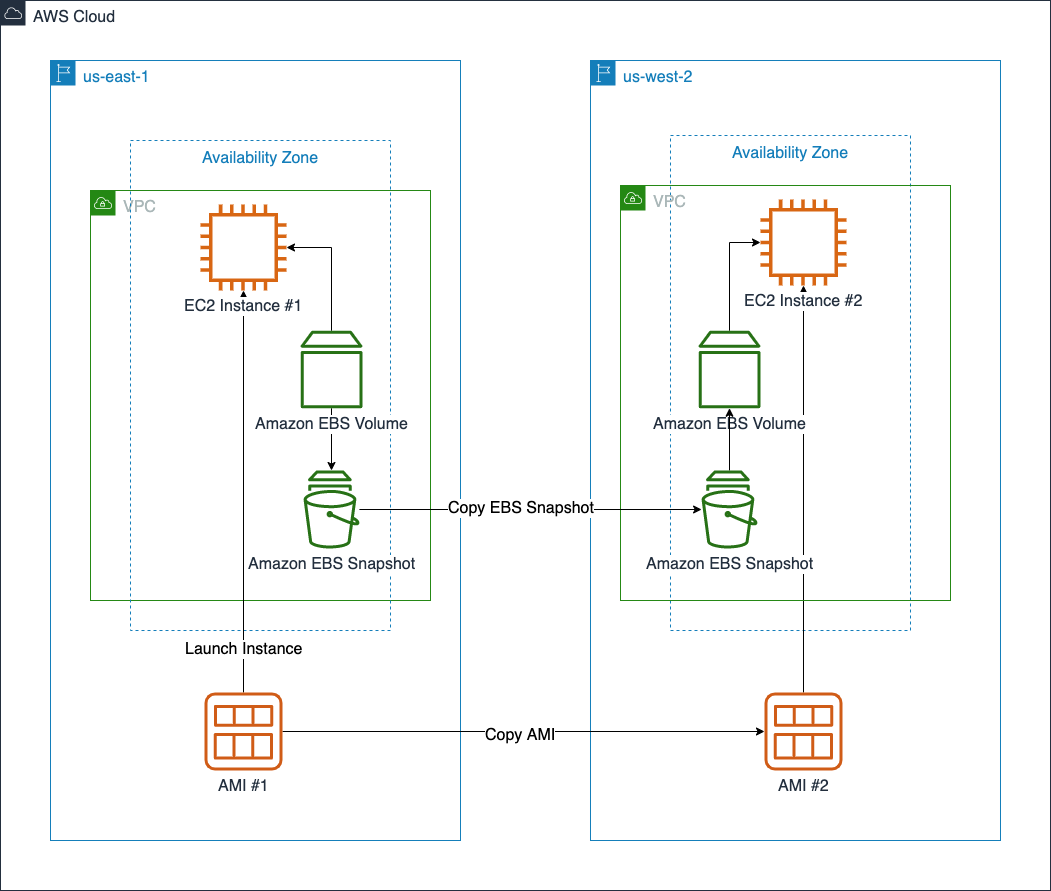 AWS Cloud
us-east-1
Availability Zone
VPC
EC2 Instance #1
Amazon EBS Volume
Amazon EBS Snapshot
Launch Instance
AMI #1
Copy EBS Snapshot
Copy AMI
us-west-2
Availability Zone
VPC
EC2 Instance #2
Amazon EBS Volume
Amazon EBS Snapshot
AMI #2